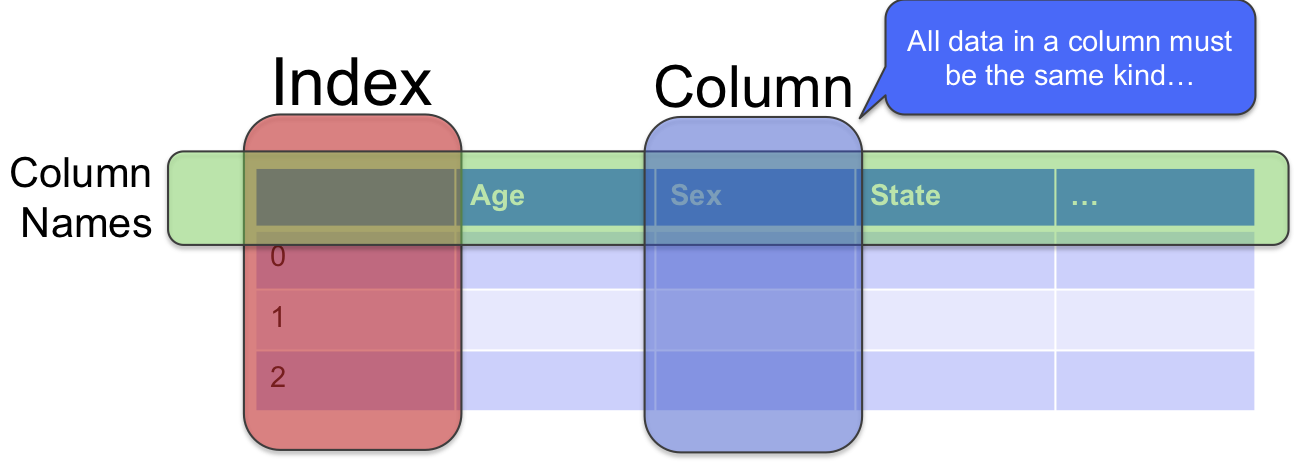 Index
Column
All data in a column must
be the same kind…
Column
Names
Age
Sex
State
…
0
1
2